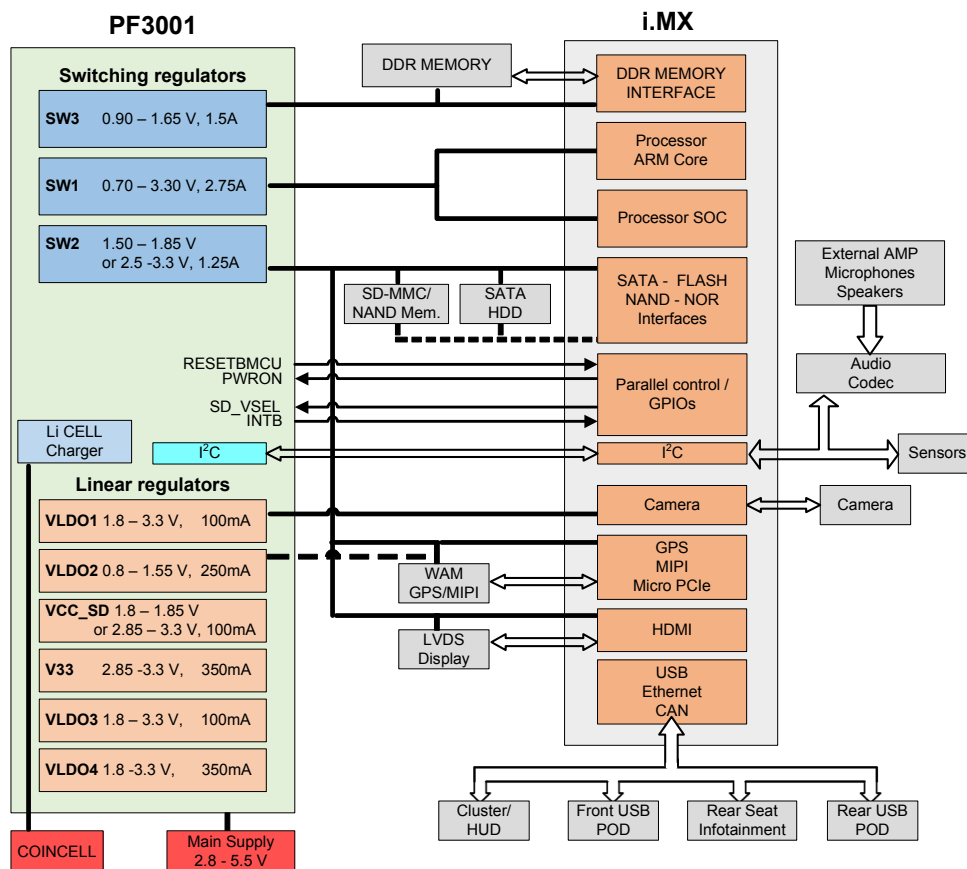 PF3001
i.MX
Switching regulators
SW3 0.90 – 1.65 V, 1.5A
SW1 0.70 – 3.30 V, 2.75A
SW2 1.50 – 1.85 V
or 2.5 -3.3 V, 1.25A
RESETBMCU
PWRON
SD_VSEL
INTB
Li CELL
Charger
I²C
Linear regulators
VLDO1 1.8 – 3.3 V, 100mA
VLDO2 0.8 – 1.55V, 250mA
VCC_SD 1.8 – 1.85V
or 2.85 – 3.3 V, 100mA
V33 2.85 -3.3V, 350mA
VLDO3 1.8 – 3.3 V, 100mA
VLDO4 1.8 -3.3 V, 350mA
COINCELL
Main Supply
2.8 - 5.5 V
DDR MEMORY
SD-MMC/
NAND Mem.
SATA
HDD
WAM
GPS/MIPI
LVDS
Display
DDR MEMORY
INTERFACE
Processor
ARM Core
Processor SOC
SATA - FLASH
NAND - NOR
Interfaces
Parallel control /
GPIOs
I²C
Camera
GPS
MIPI
Micro PCIe
HDMI
USB
Ethernet
CAN
External AMP
Microphones
Speakers
Audio
Codec
Sensors
Camera
Cluster/
HUD
Front USB
POD
Rear Seat
Infotainment
Rear USB
POD